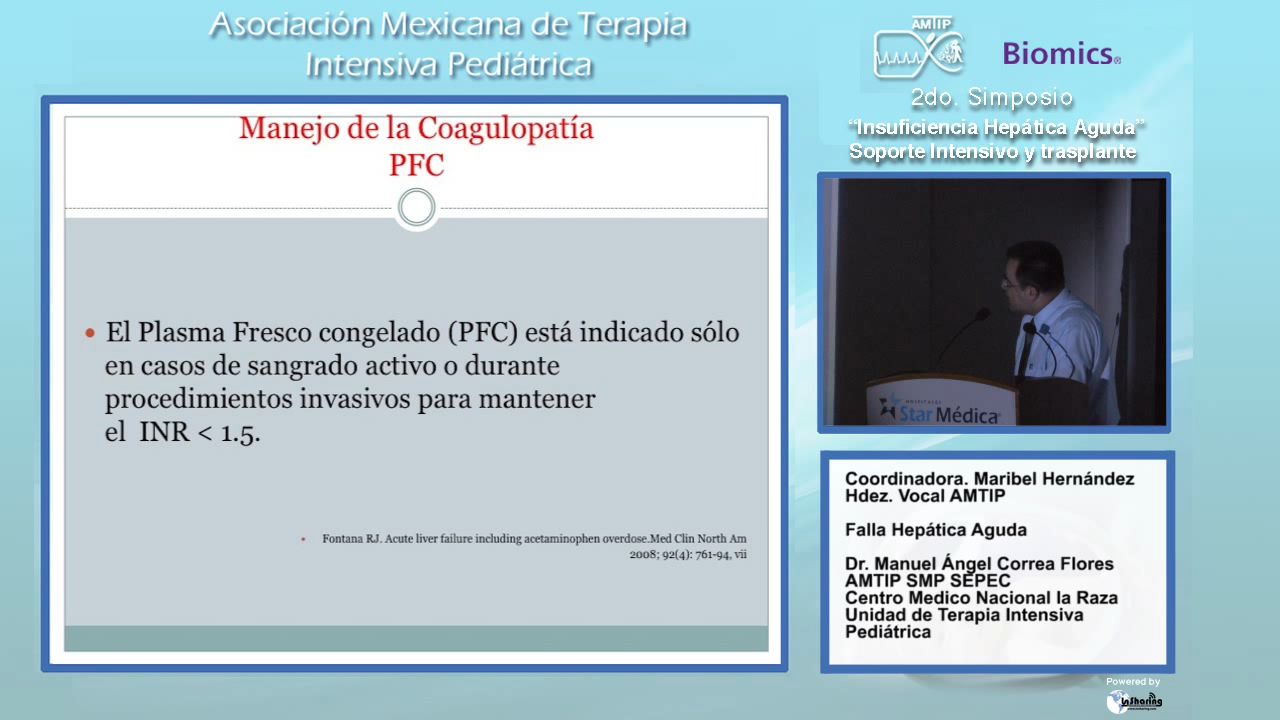 Asociación Mexicana de Terapia
Intensiva Pediátrica
Manejo de la Coagulopatía
PFC
• El Plasma Fresco congelado (PFC) está indicado sólo
en casos de sangrado activo o durante
procedimientos invasivos para mantener
el INR < 1.5.
• Fontana RJ. Acute liver failure including acetaminophen overdose.Med Clin North Am
2008; 92(4): 761-94, vii
AMTIP
Biomics®
2do. Simposio
“Insuficiencia Hepática Aguda”
Soporte Intensivo y trasplante
HOSPITALES
Star Médica
Coordinadora. Maribel Hernández
Hdez. Vocal AMTIP
Falla Hepática Aguda
Dr. Manuel Ángel Correa Flores
AMTIP SMP SEPEC
Centro Medico Nacional la Raza
Unidad de Terapia Intensiva
Pediátrica
Powered by
InSharing